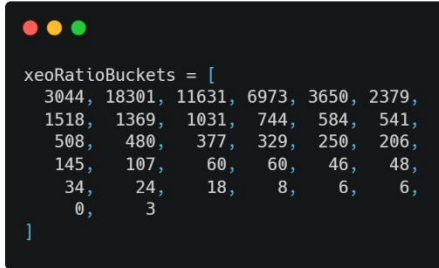 xeoRatioBuckets = [
3044, 18301, 11631, 6973, 3650, 2379,
1518, 1369, 1031, 744, 584, 541,
508, 480, 377, 329, 250, 206,
145, 107, 60, 60, 46, 48,
34, 24, 18, 8, 6, 6,
0, 3
]